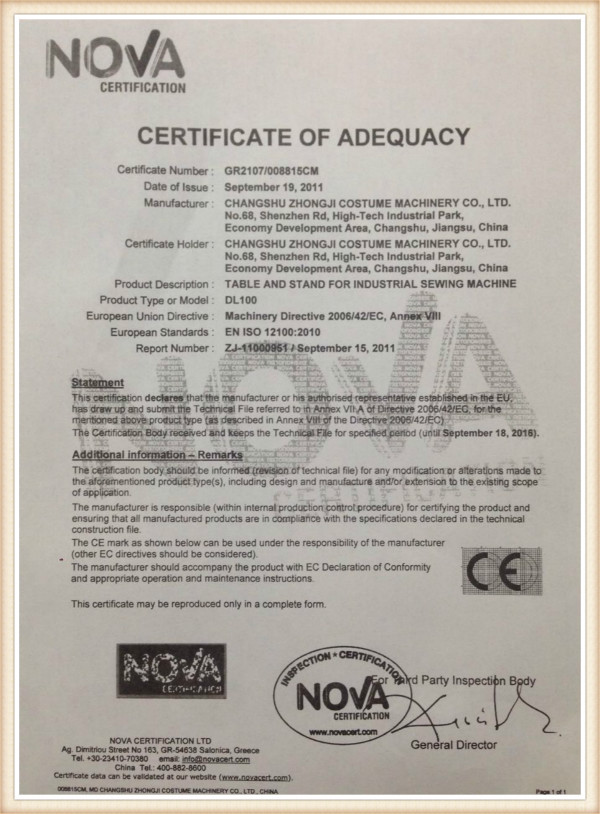 NOVA
CERTIFICATION
CERTIFICATE OF ADEQUACY
Certificate Number : GR2107/008815CM
Date of Issue : September 19, 2011
Manufacturer : CHANGSHU ZHONGJI COSTUME MACHINERY CO., LTD.
No.68, Shenzhen Rd, High-Tech Industrial Park,
Economy Development Area, Changshu, Jiangsu, China
Certificate Holder : CHANGSHU ZHONGJI COSTUME MACHINERY CO., LTD.
No.68, Shenzhen Rd, High-Tech Industrial Park,
Economy Development Area, Changshu, Jiangsu, China
Product Description : TABLE AND STAND FOR INDUSTRIAL SEWING MACHINE
Product Type or Model : DL100
European Union Directive : Machinery Directive 2006/42/EC, Annex VIII
European Standards : EN ISO 12100:2010
Report Number : ZJ-11000951 / September 15, 2011
NOVA
CERTIFICATION
Statement
This certification declares that the manufacturer or his authorised representative established in the EU,
has drew up and submit the Technical File referred to in Annex VII.A of Directive 2006/42/EC, for the
mentioned above product type (as described in Annex VIII of the Directive 2006/42/EC)
The Certification Body received and keeps the Technical File for specified period (until September 18, 2016).
Additional information – Remarks
The certification body should be informed (revision of technical file) for any modification or alterations made to
the aforementioned product type(s), including design and manufacture and/or extension to the existing scope
of application.
The manufacturer is responsible (within internal production control procedure) for certifying the product and
ensuring that all manufactured products are in compliance with the specifications declared in the technical
construction file.
The CE mark as shown below can be used under the responsibility of the manufacturer
(other EC directives should be considered).
The manufacturer should accompany the product with EC Declaration of Conformity
and appropriate operation and maintenance instructions.
CE
This certificate may be reproduced only in a complete form.
NOVA
CERTIFICATION
INSPECTION * CERTIFICATION
NOVA
CERTIFICATION
www.novacert.com
For Third Party Inspection Body
General Director
NOVA CERTIFICATION LTD
Ag. Dimitriou Street No 163, GR-54638 Salonica, Greece
Tel. +30-23410-70380 email: info@novacert.com
China Tel.: 400-882-8600
Certificate data can be validated at our website (www.novacert.com).
008815CM, MD CHANGSHU ZHONGJI COSTUME MACHINERY CO., LTD., CHINA
Page 1 of 1